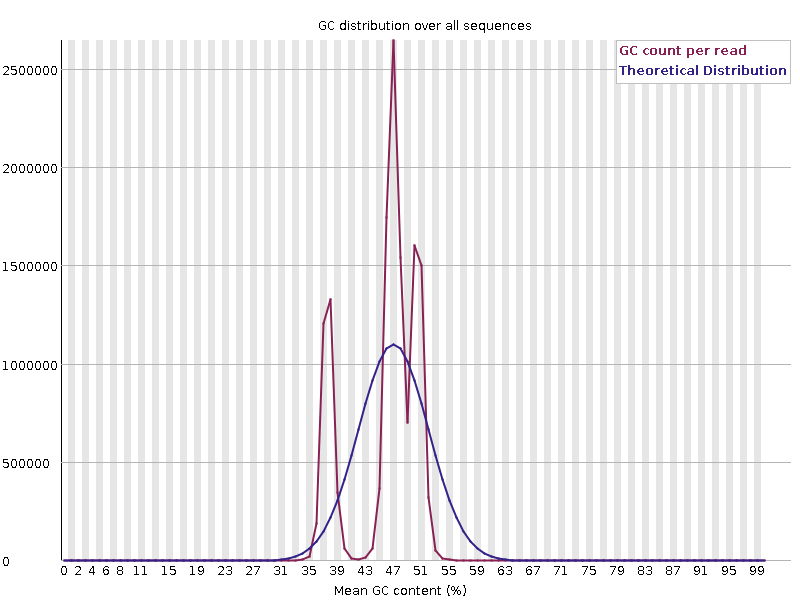 GC distribution over all sequences
GC count per read
Theoretical Distribution
2500000
2000000
1500000
1000000
500000
0
0 2 4 6 8 11 15 19 23 27 31 35 39 43 47 51 55 59 63 67 71 75 79 83 87 91 95 99
Mean GC content (%)